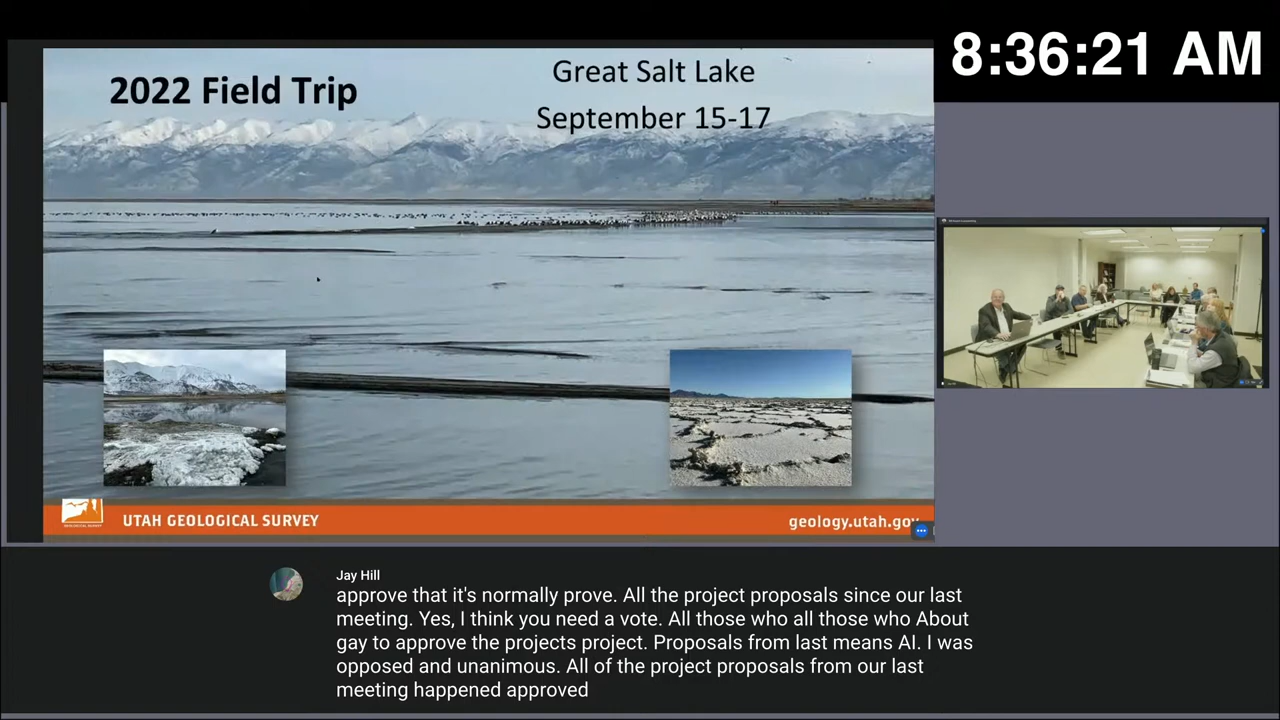 8:36:21 AM
2022 Field Trip
Great Salt Lake
September 15-17
UTAH GEOLOGICAL SURVEY
geology.utah.gov
Jay Hill
approve that it's normally prove. All the project proposals since our last
meeting. Yes, I think you need a vote. All those who all those who About
gay to approve the projects project. Proposals from last means AI. I was
opposed and unanimous. All of the project proposals from our last
meeting happened approved